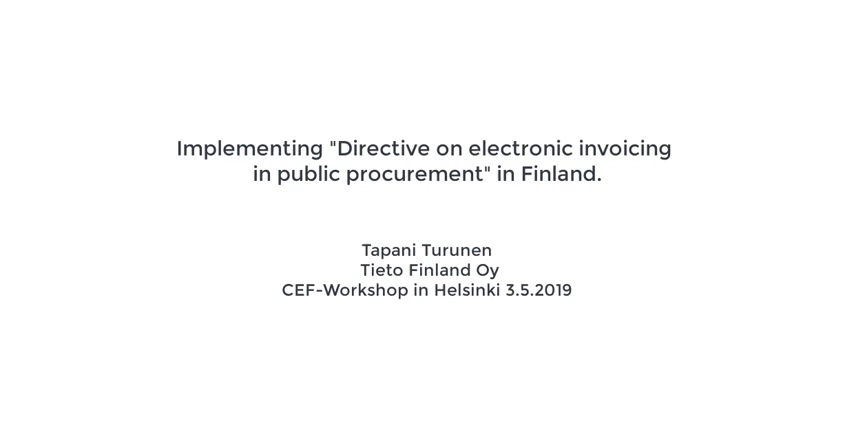 Implementing "Directive on electronic invoicing
in public procurement" in Finland.
Tapani Turunen
Tieto Finland Oy
CEF-Workshop in Helsinki 3.5.2019